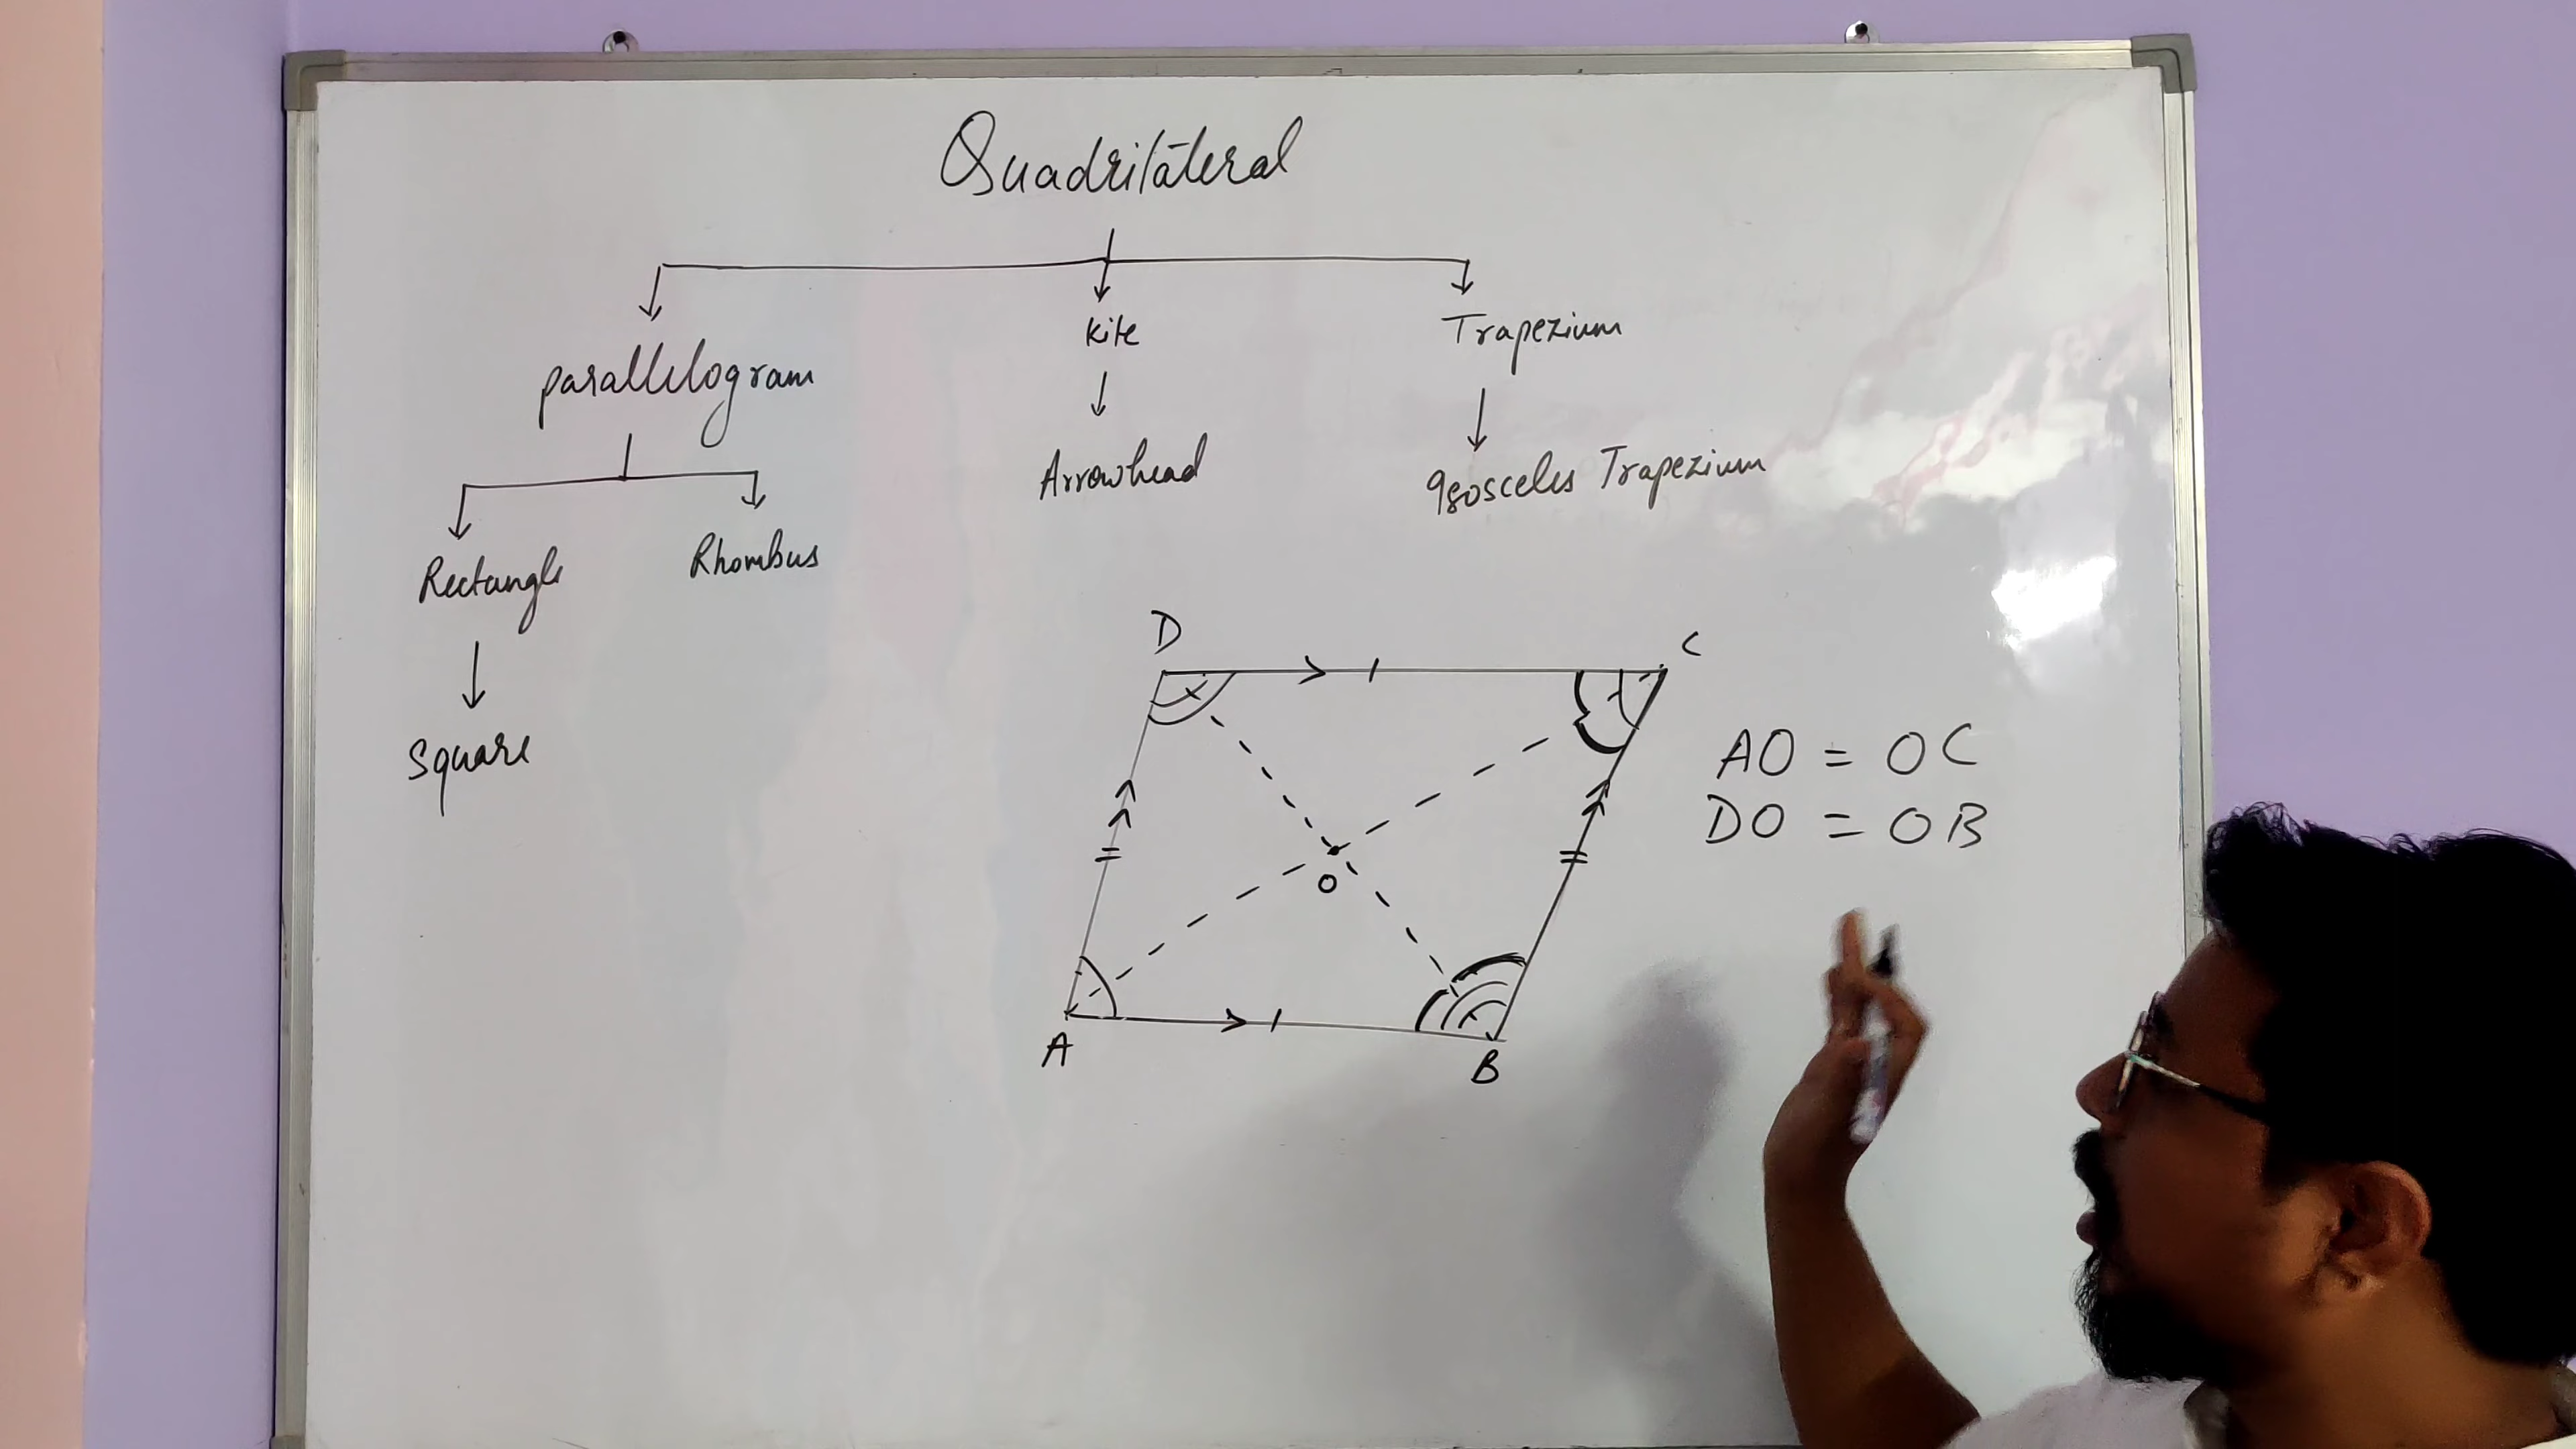 Quadrilateral
parallelogram
Kite
Trapezium
Arrowhead
Isosceles Trapezium
Rectangle
Rhombus
Square
D
C
AO = OC
DO = OB
O
A
B